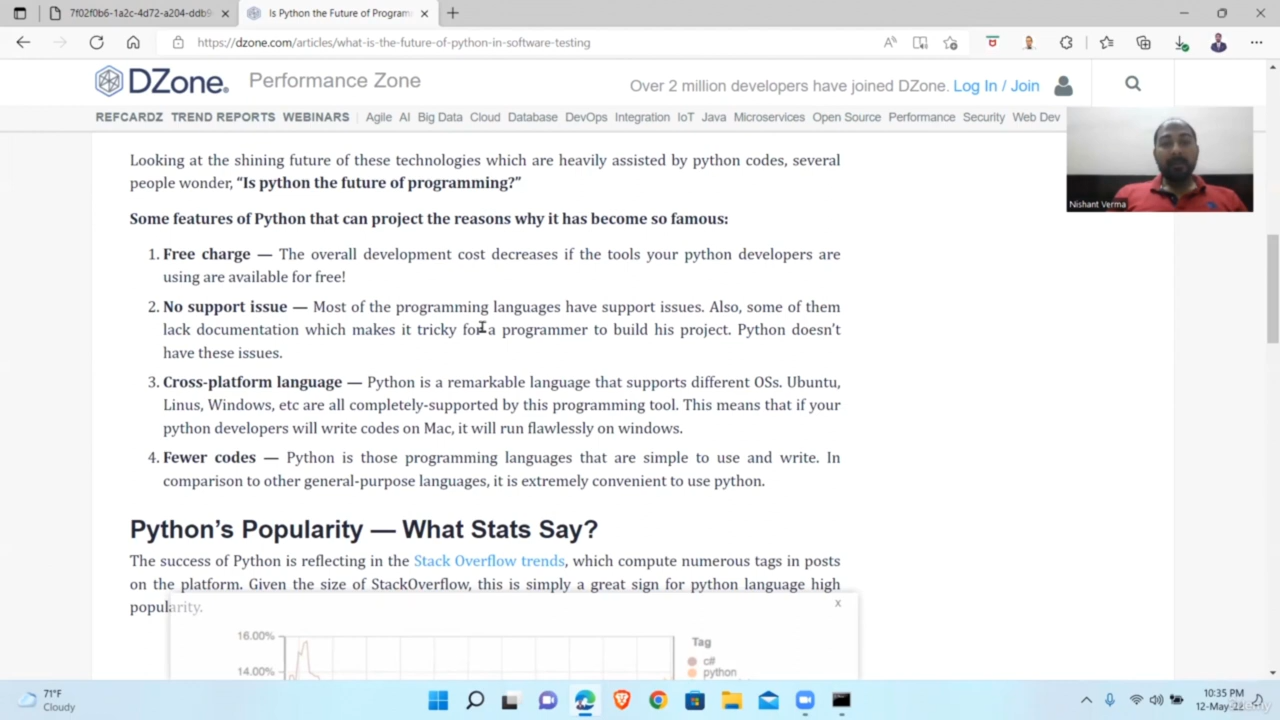 7f02f0b6-1a2c-4d72-a204-ddb9
Is Python the Future of Program
https://dzone.com/articles/what-is-the-future-of-python-in-software-testing
DZone. Performance Zone
Over 2 million developers have joined DZone. Log In / Join
REFCARDZ TREND REPORTS WEBINARS Agile AI Big Data Cloud Database DevOps Integration IoT Java Microservices Open Source Performance Security Web Dev
Nishant Verma
Looking at the shining future of these technologies which are heavily assisted by python codes, several
people wonder, “Is python the future of programming?”
Some features of Python that can project the reasons why it has become so famous:
1. Free charge — The overall development cost decreases if the tools your python developers are
using are available for free!
2. No support issue — Most of the programming languages have support issues. Also, some of them
lack documentation which makes it tricky for a programmer to build his project. Python doesn’t
have these issues.
3. Cross-platform language — Python is a remarkable language that supports different OSs. Ubuntu,
Linus, Windows, etc are all completely-supported by this programming tool. This means that if your
python developers will write codes on Mac, it will run flawlessly on windows.
4. Fewer codes — Python is those programming languages that are simple to use and write. In
comparison to other general-purpose languages, it is extremely convenient to use python.
Python’s Popularity — What Stats Say?
The success of Python is reflecting in the Stack Overflow trends, which compute numerous tags in posts
on the platform. Given the size of StackOverflow, this is simply a great sign for python language high
popularity.
x
16.00%
14.00%
Tag
c#
python
71°F
Cloudy
10:35 PM
12-May-22